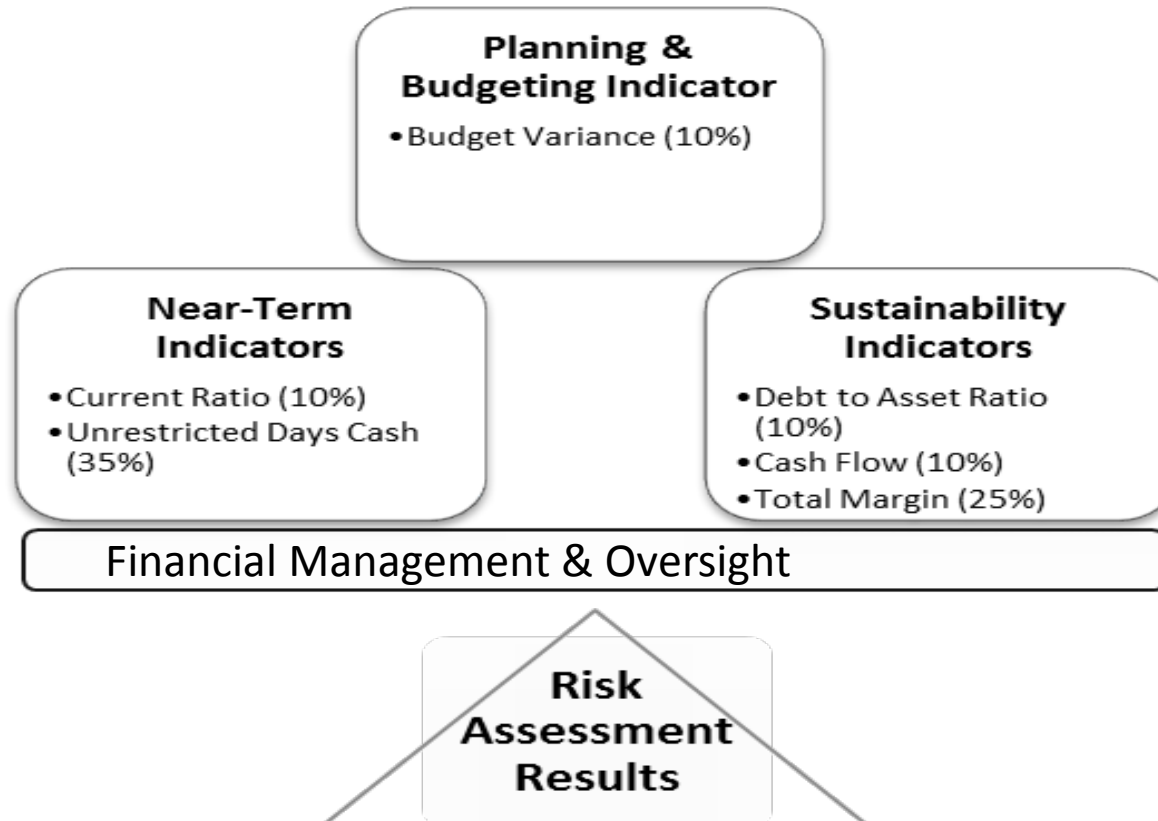 Planning &
Budgeting Indicator
•Budget Variance (10%)
Near-Term
Indicators
•Current Ratio (10%)
•Unrestricted Days Cash
(35%)
Sustainability
Indicators
•Debt to Asset Ratio
(10%)
•Cash Flow (10%)
•Total Margin (25%)
Financial Management & Oversight
Risk
Assessment
Results